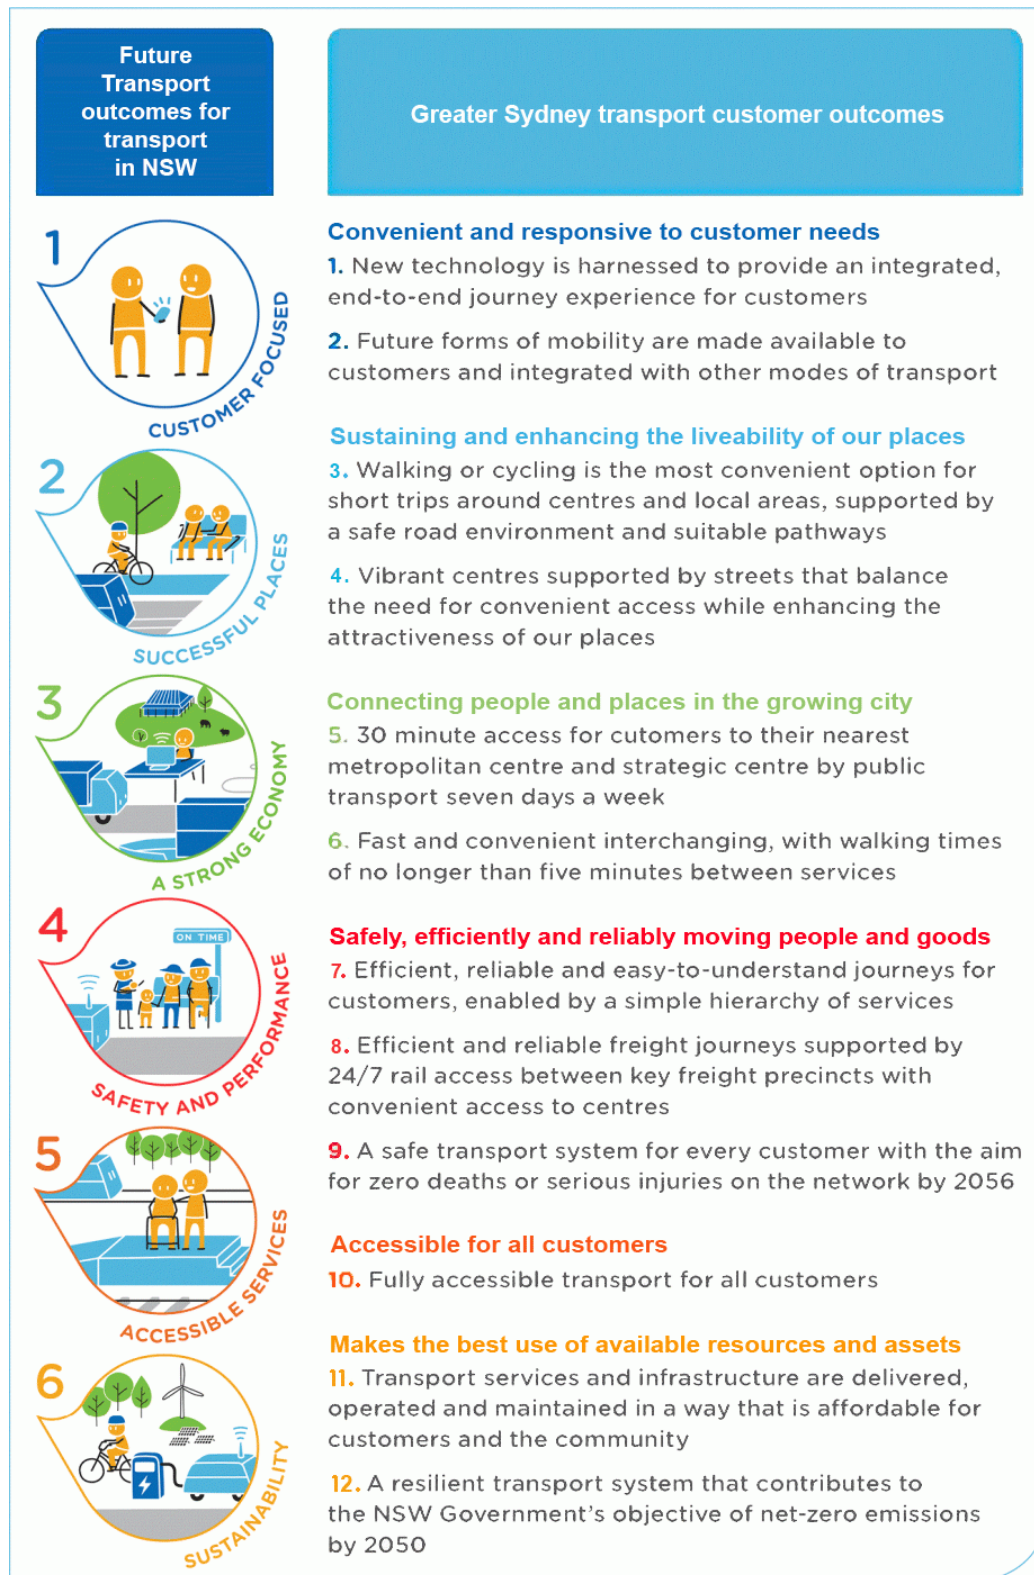 Future
Transport
outcomes for
transport
in NSW
Greater Sydney transport customer outcomes
1
CUSTOMER FOCUSED
Convenient and responsive to customer needs
1. New technology is harnessed to provide an integrated,
end-to-end journey experience for customers
2. Future forms of mobility are made available to
customers and integrated with other modes of transport
2
SUCCESSFUL PLACES
Sustaining and enhancing the liveability of our places
3. Walking or cycling is the most convenient option for
short trips around centres and local areas, supported by
a safe road environment and suitable pathways
4. Vibrant centres supported by streets that balance
the need for convenient access while enhancing the
attractiveness of our places
3
A STRONG ECONOMY
Connecting people and places in the growing city
5. 30 minute access for cutomers to their nearest
metropolitan centre and strategic centre by public
transport seven days a week
6. Fast and convenient interchanging, with walking times
of no longer than five minutes between services
4
ON TIME
SAFETY AND PERFORMANCE
Safely, efficiently and reliably moving people and goods
7. Efficient, reliable and easy-to-understand journeys for
customers, enabled by a simple hierarchy of services
8. Efficient and reliable freight journeys supported by
24/7 rail access between key freight precincts with
convenient access to centres
9. A safe transport system for every customer with the aim
for zero deaths or serious injuries on the network by 2056
5
ACCESSIBLE SERVICES
Accessible for all customers
10. Fully accessible transport for all customers
6
SUSTAINABILITY
Makes the best use of available resources and assets
11. Transport services and infrastructure are delivered,
operated and maintained in a way that is affordable for
customers and the community
12. A resilient transport system that contributes to
the NSW Government's objective of net-zero emissions
by 2050